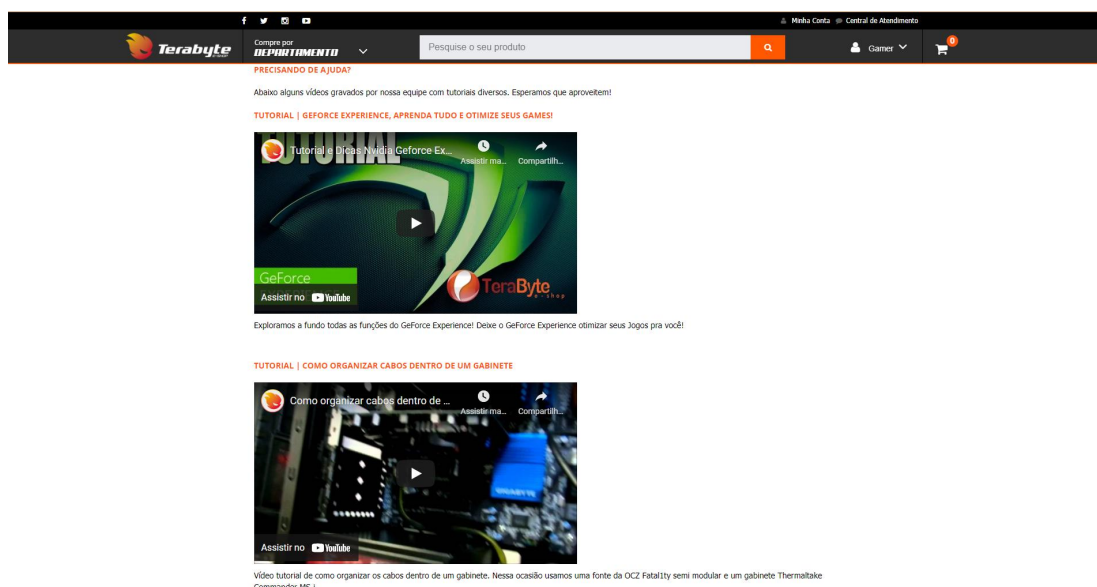 Minha Conta
Central de Atendimento
Terabyte
Compre por
DEPARTAMENTO
Pesquise o seu produto
Gamer
0
PRECISANDO DE AJUDA?
Abaixo alguns vídeos gravados por nossa equipe com tutoriais diversos. Esperamos que aproveitem!
TUTORIAL | GEFORCE EXPERIENCE, APRENDA TUDO E OTIMIZE SEUS GAMES!
TUTORIAL
Tutorial e Dicas Nvidia Geforce Ex...
Assistir ma...
Compartilh...
GeForce
TeraByte
e-shop
Assistir no YouTube
Exploramos a fundo todas as funções do GeForce Experience! Deixe o GeForce Experience otimizar seus Jogos pra você!
TUTORIAL | COMO ORGANIZAR CABOS DENTRO DE UM GABINETE
Como organizar cabos dentro de ...
Assistir ma...
Compartilh...
GIGABYTE
Assistir no YouTube
Vídeo tutorial de como organizar os cabos dentro de um gabinete. Nessa ocasião usamos uma fonte da OCZ Fatal1ty semi modular e um gabinete Thermaltake
Commander MS-i